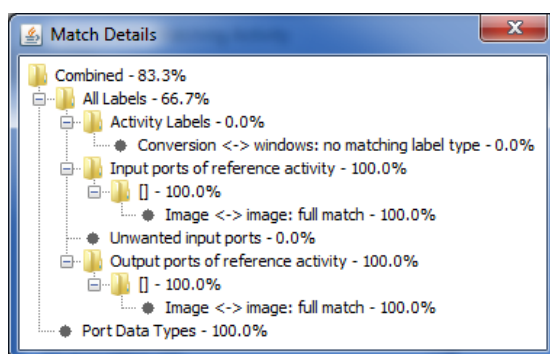 Match Details
Combined - 83.3%
All Labels - 66.7%
Activity Labels - 0.0%
Conversion <-> windows: no matching label type - 0.0%
Input ports of reference activity - 100.0%
[] - 100.0%
Image <-> image: full match - 100.0%
Unwanted input ports - 0.0%
Output ports of reference activity - 100.0%
[] - 100.0%
Image <-> image: full match - 100.0%
Port Data Types - 100.0%